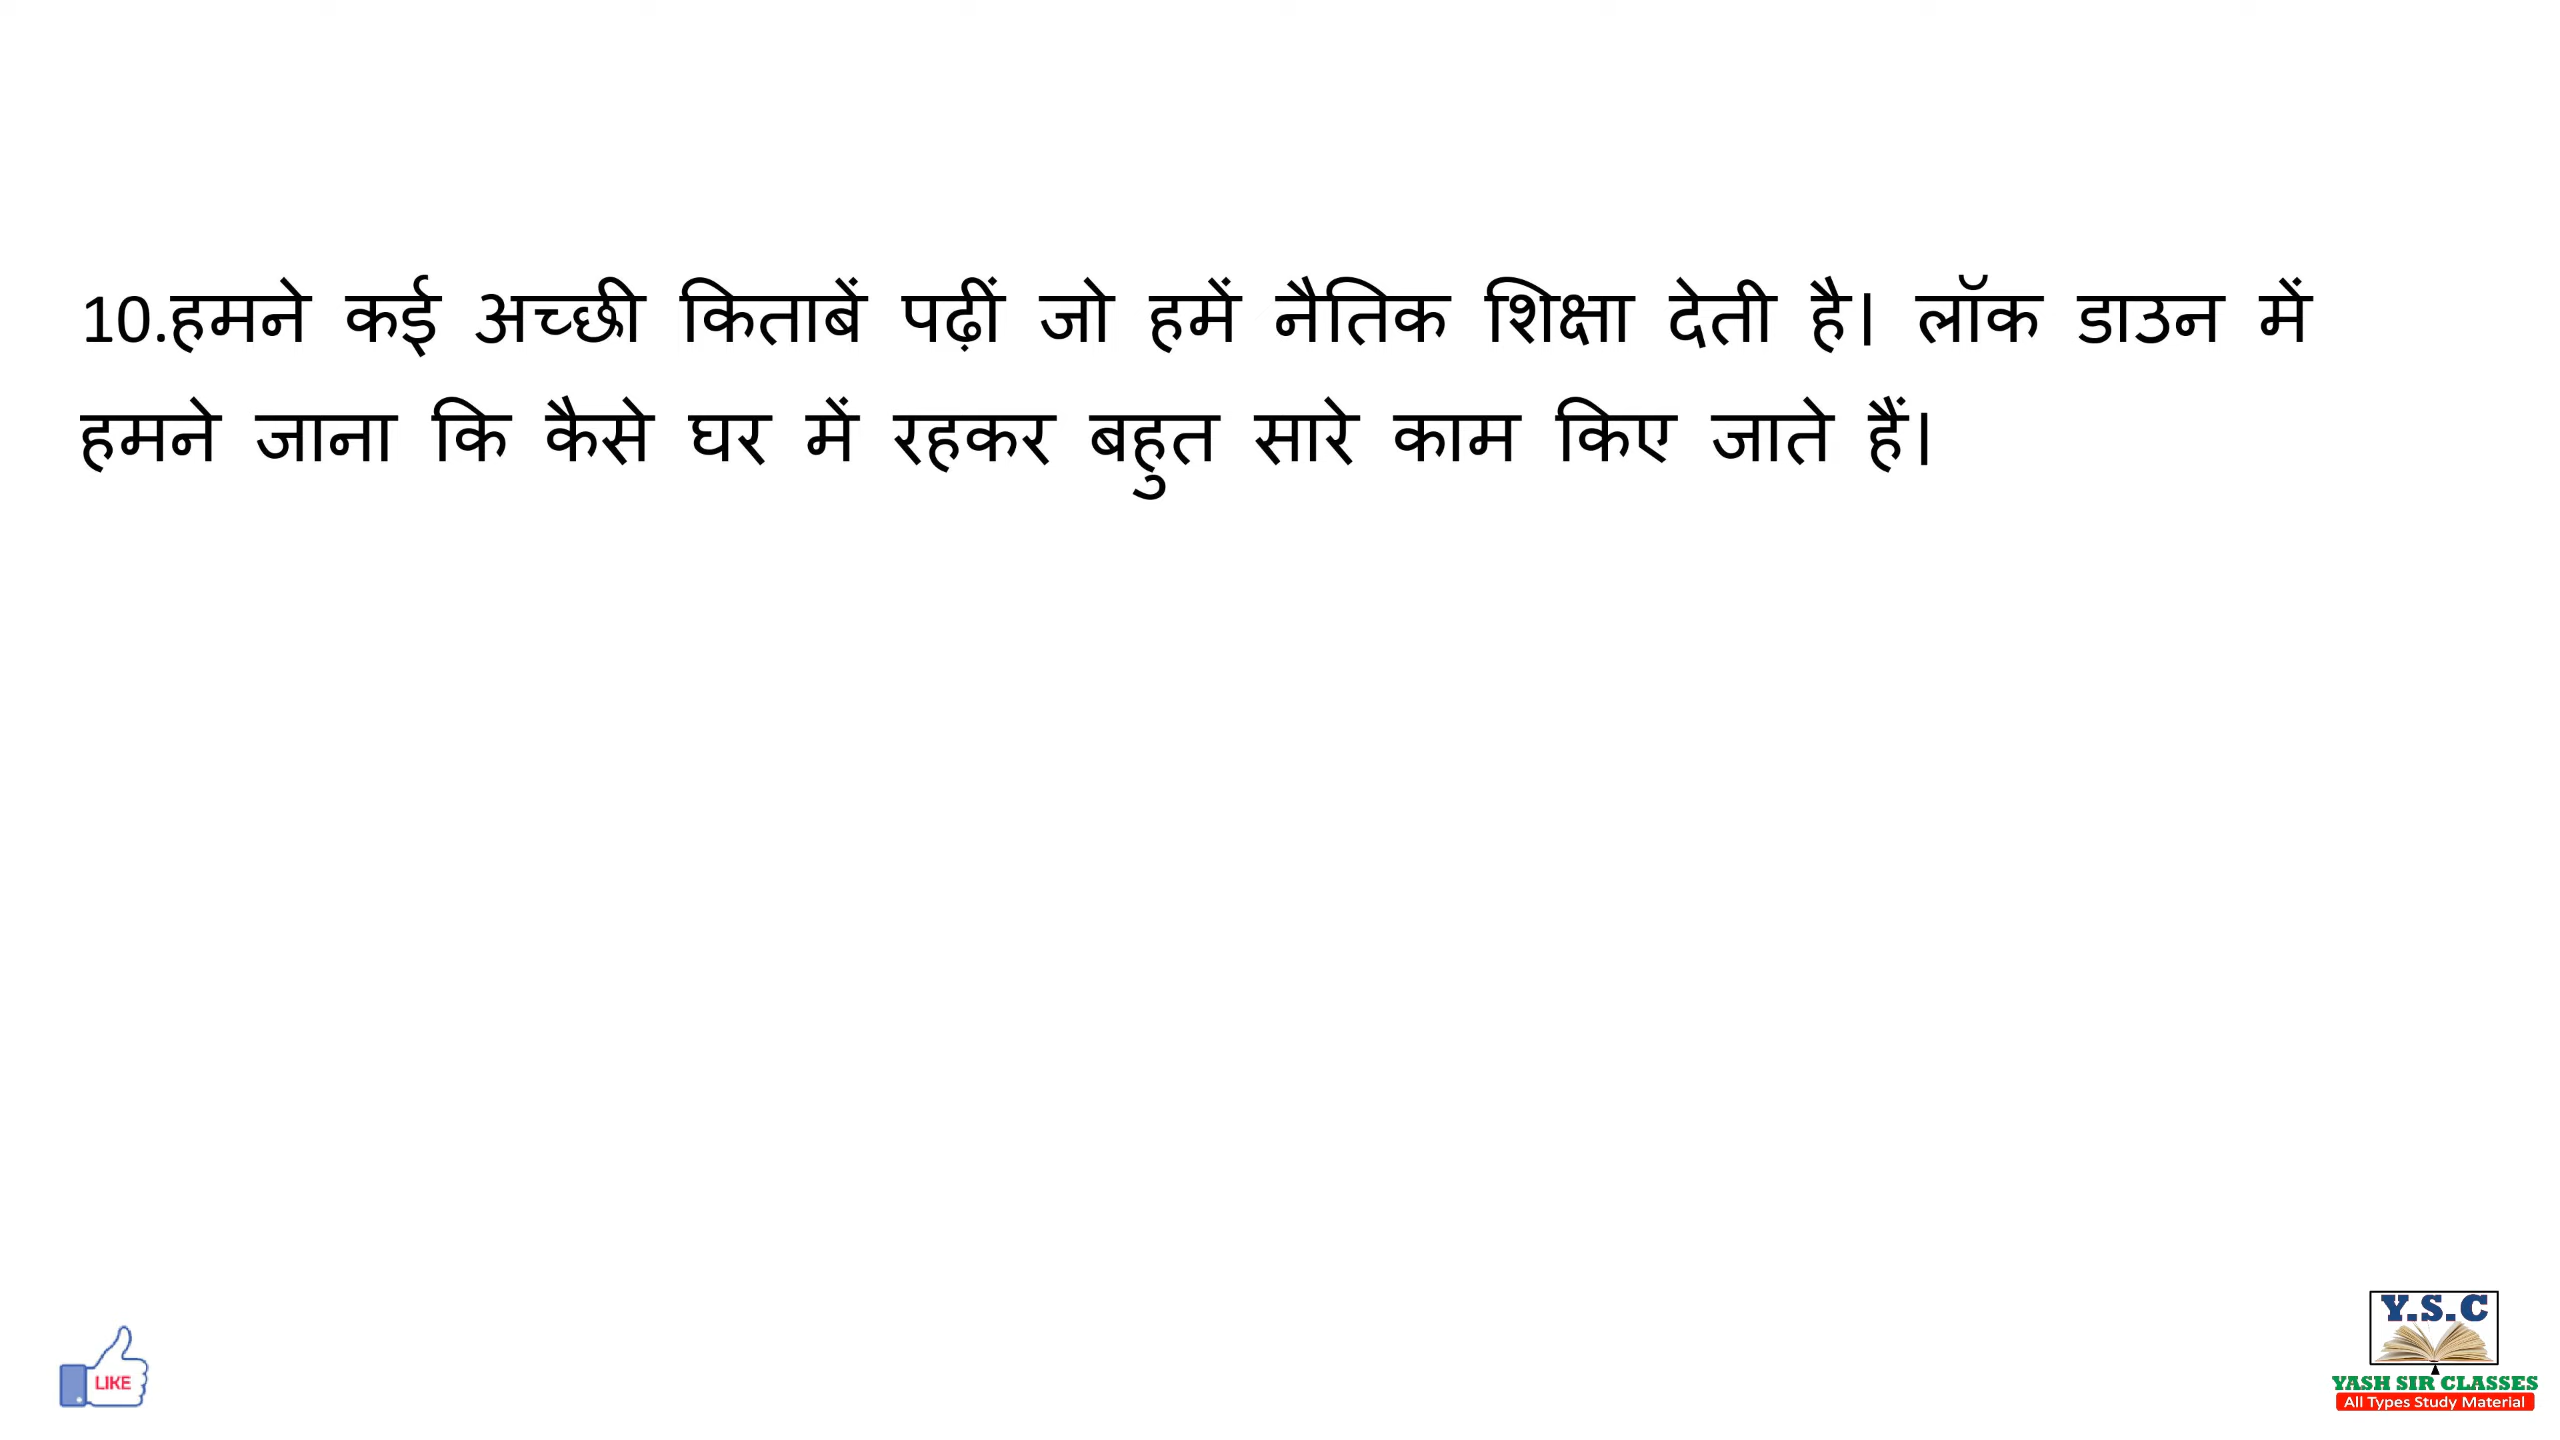 10.हमने कई अच्छी किताबें पढ़ीं जो हमें नैतिक शिक्षा देती है। लॉक डाउन में
हमने जाना कि कैसे घर में रहकर बहुत सारे काम किए जाते हैं।
LIKE
Y.S.C
YASH SIR CLASSES
All Types Study Material